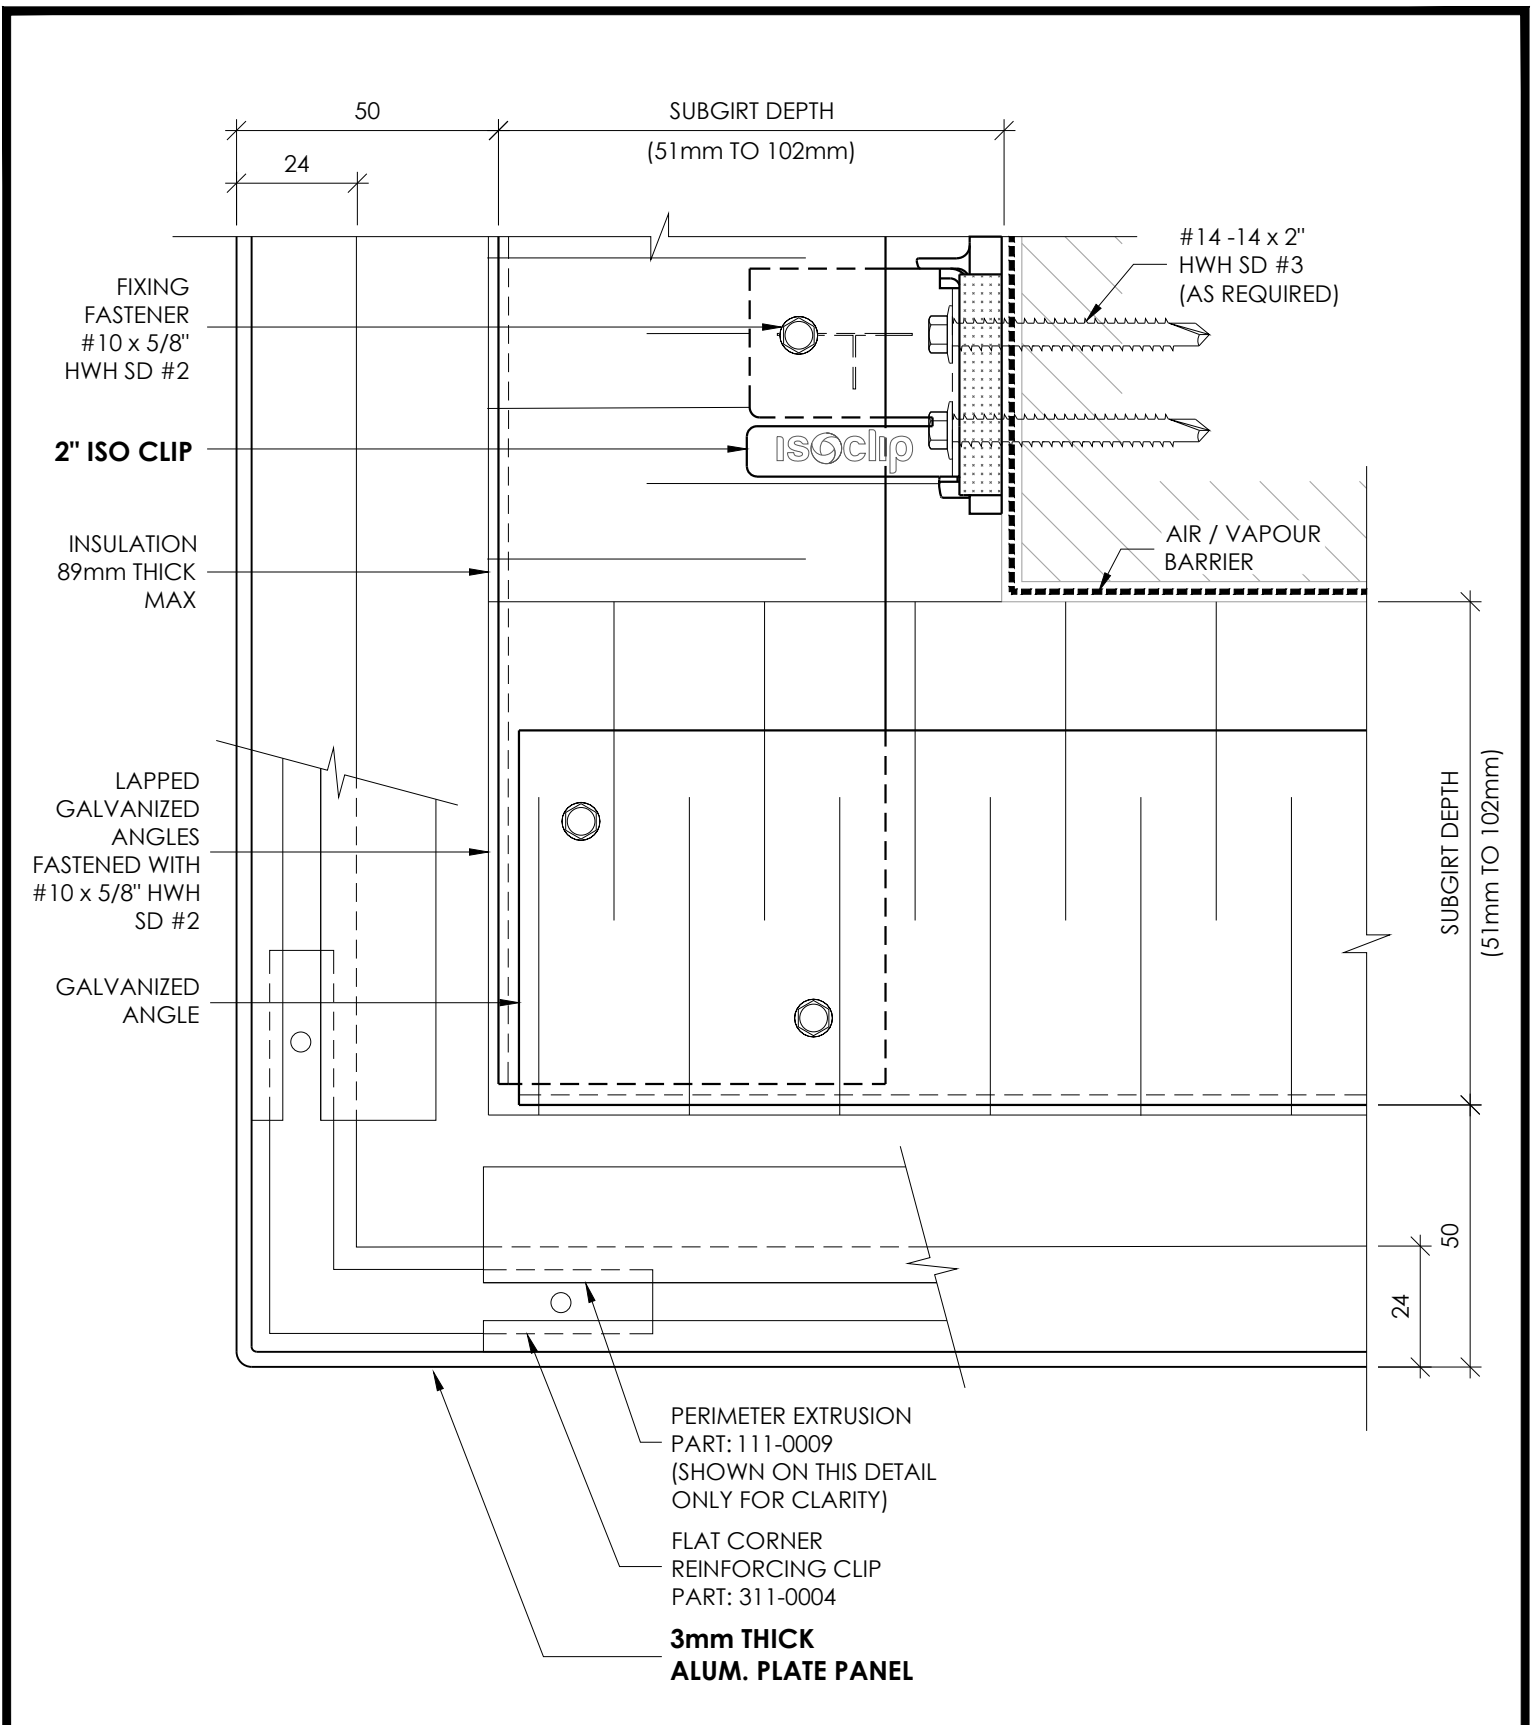 50
SUBGIRT DEPTH
(51mm TO 102mm)
24
#14 -14 x 2"
HWH SD #3
(AS REQUIRED)
FIXING
FASTENER
#10 x 5/8"
HWH SD #2
2" ISO CLIP
isoclip
INSULATION
89mm THICK
MAX
AIR / VAPOUR
BARRIER
LAPPED
GALVANIZED
ANGLES
FASTENED WITH
#10 x 5/8" HWH
SD #2
SUBGIRT DEPTH
(51mm TO 102mm)
GALVANIZED
ANGLE
50
24
PERIMETER EXTRUSION
PART: 111-0009
(SHOWN ON THIS DETAIL
ONLY FOR CLARITY)
FLAT CORNER
REINFORCING CLIP
PART: 311-0004
3mm THICK
ALUM. PLATE PANEL